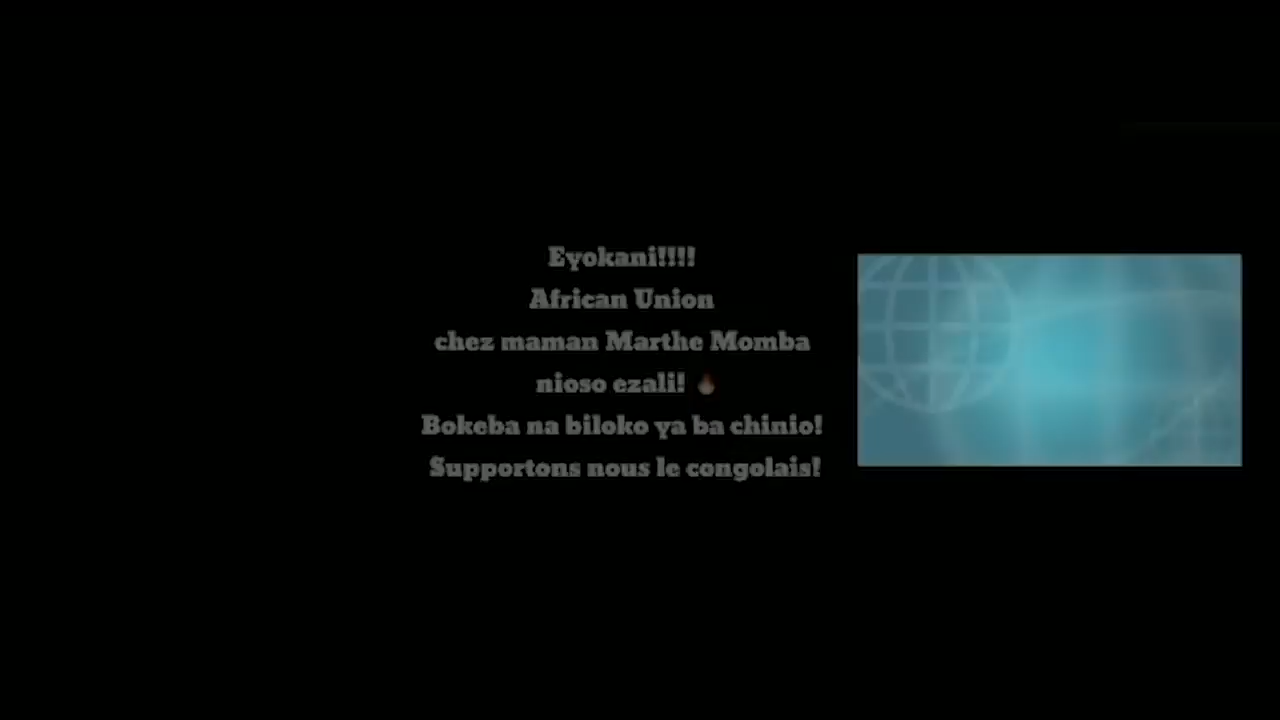 Eyokani!!!!
African Union
chez maman Marthe Momba
nioso ezali! 🔥
Bokeba na biloko ya ba chinio!
Supportons nous le congolais!